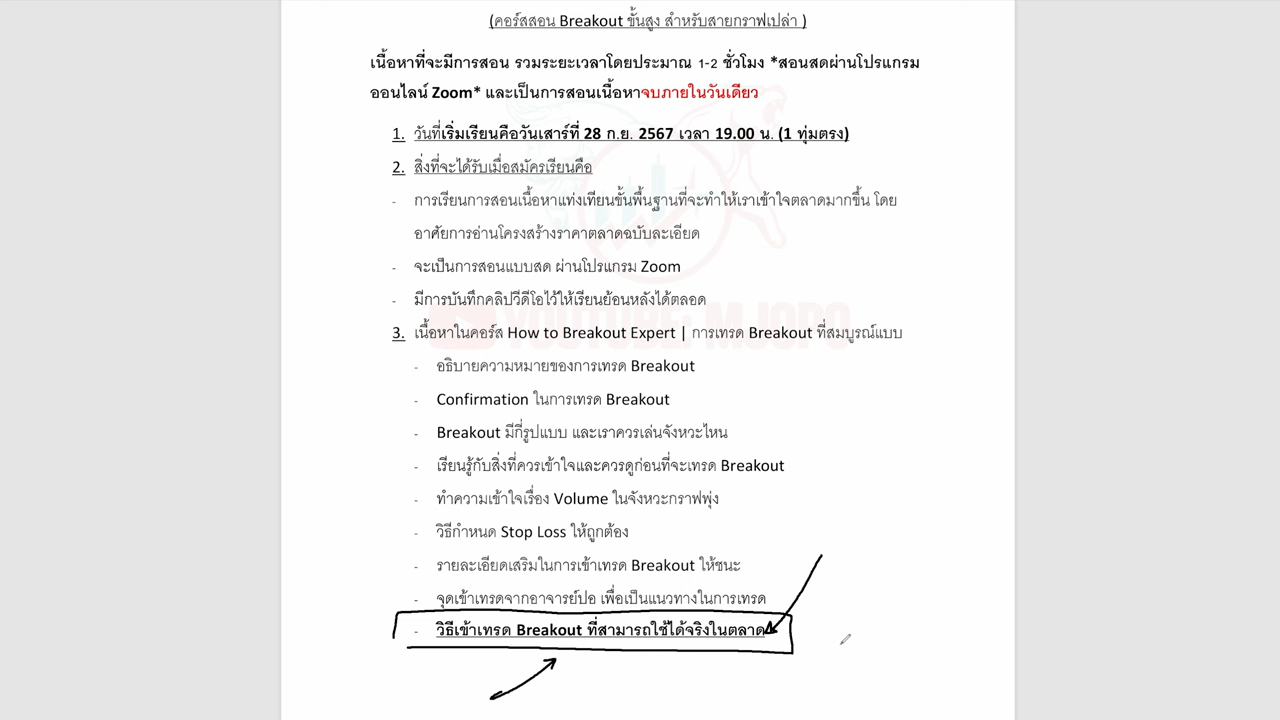 (คอร์สสอน Breakout ขั้นสูง สำหรับสายกราฟเปล่า )
เนื้อหาที่จะมีการสอน รวมระยะเวลาโดยประมาณ 1-2 ชั่วโมง *สอนสดผ่านโปรแกรม
ออนไลน์ Zoom* และเป็นการสอนเนื้อหาจบภายในวันเดียว
1. วันที่เริ่มเรียนคือวันเสาร์ที่ 28 ก.ย. 2567 เวลา 19.00 น. (1 ทุ่มตรง)
2. สิ่งที่จะได้รับเมื่อสมัครเรียนคือ
- การเรียนการสอนเนื้อหาแท่งเทียนขั้นพื้นฐานที่จะทำให้เราเข้าใจตลาดมากขึ้น โดย
อาศัยการอ่านโครงสร้างราคาตลาดฉบับละเอียด
- จะเป็นการสอนแบบสด ผ่านโปรแกรม Zoom
- มีการบันทึกคลิปวีดีโอไว้ให้เรียนย้อนหลังได้ตลอด
YOUTUBE: MJOPO
3. เนื้อหาในคอร์ส How to Breakout Expert | การเทรด Breakout ที่สมบูรณ์แบบ
- อธิบายความหมายของการเทรด Breakout
- Confirmation ในการเทรด Breakout
- Breakout มีกี่รูปแบบ และเราควรเล่นจังหวะไหน
- เรียนรู้กับสิ่งที่ควรเข้าใจและควรดูก่อนที่จะเทรด Breakout
- ทำความเข้าใจเรื่อง Volume ในจังหวะกราฟพุ่ง
- วิธีกำหนด Stop Loss ให้ถูกต้อง
- รายละเอียดเสริมในการเข้าเทรด Breakout ให้ชนะ
- จุดเข้าเทรดจากอาจารย์ปอ เพื่อเป็นแนวทางในการเทรด
- วิธีเข้าเทรด Breakout ที่สามารถใช้ได้จริงในตลาด